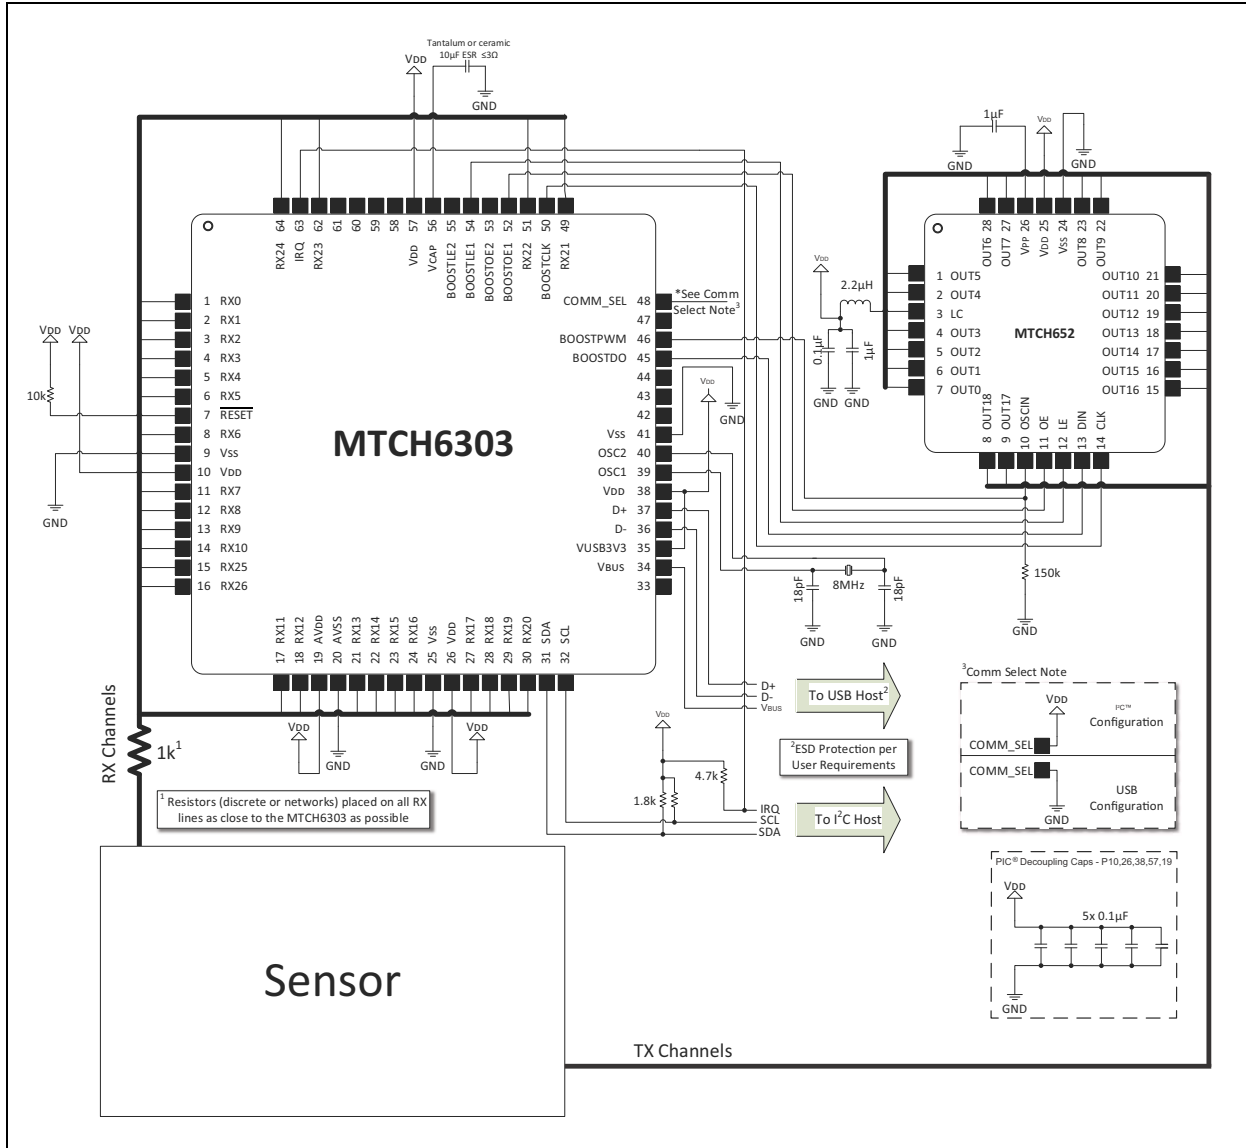 Tantalum or ceramic
10µF ESR ≤3Ω
VDD
GND
1µF
VDD
GND
GND
64 63 62 61 60 59 58 57 56 55 54 53 52 51 50 49
RX24 IRQ RX23 VDD VCAP BOOSTLE2 BOOSTLE1 BOOSTOE2 BOOSTOE1 RX22 BOOSTCLK RX21
28 27 26 25 24 23 22
OUT6 OUT7 VPP VDD VSS OUT8 OUT9
1 RX0
2 RX1
3 RX2
4 RX3
5 RX4
6 RX5
7 RESET
8 RX6
9 VSS
10 VDD
11 RX7
12 RX8
13 RX9
14 RX10
15 RX25
16 RX26
VDD VDD
10k
GND
MTCH6303
COMM_SEL 48
47
BOOSTPWM 46
BOOSTDO 45
44
43
42
VSS 41
OSC2 40
OSC1 39
VDD 38
D+ 37
D- 36
VUSB3V3 35
VBUS 34
33
*See Comm
Select Note3
VDD
GND
RX11 RX12 AVDD AVSS RX13 RX14 RX15 RX16 VSS VDD RX17 RX18 RX19 RX20 SDA SCL
17 18 19 20 21 22 23 24 25 26 27 28 29 30 31 32
VDD
2.2µH
0.1µF
1µF
GND GND
1 OUT5
2 OUT4
3 LC
4 OUT3
5 OUT2
6 OUT1
7 OUT0
MTCH652
OUT10 21
OUT11 20
OUT12 19
OUT13 18
OUT14 17
OUT15 16
OUT16 15
OUT18 OUT17 OSCIN OE LE DIN CLK
8 9 10 11 12 13 14
18pF
8MHz
18pF
GND GND
150k
GND
VDD
GND
GND
VDD
RX Channels
1k1
1 Resistors (discrete or networks) placed on all RX
lines as close to the MTCH6303 as possible
D+
D-
VBUS
To USB Host2
2ESD Protection per
User Requirements
VDD
4.7k
1.8k
IRQ
SCL
SDA
To I2C Host
3Comm Select Note
VDD
I2C™
Configuration
COMM_SEL
COMM_SEL
USB
Configuration
GND
PIC® Decoupling Caps - P10,26,38,57,19
VDD
5x 0.1µF
GND
Sensor
TX Channels